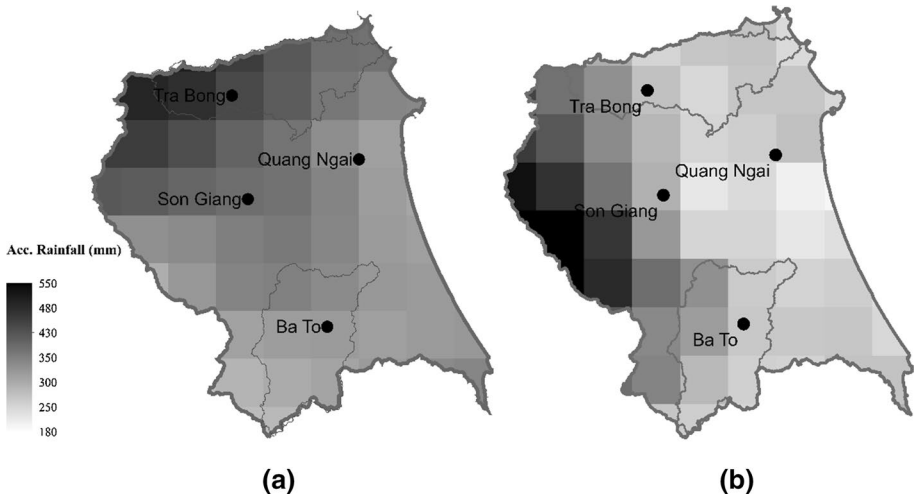 Tra Bong
Quang Ngai
Son Giang
Ba To
Acc. Rainfall (mm)
550
480
430
350
300
250
180
(a)
Tra Bong
Quang Ngai
Son Giang
Ba To
(b)